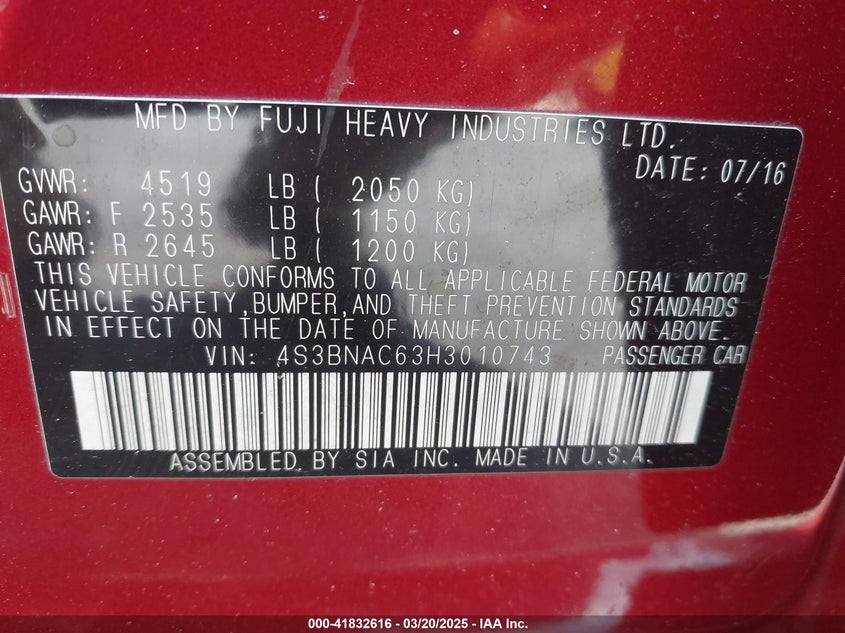 MFD BY FUJI HEAVY INDUSTRIES LTD.
DATE: 07/16
GVWR: 4519 LB ( 2050 KG)
GAWR: F 2535 LB ( 1150 KG)
GAWR: R 2645 LB ( 1200 KG)
THIS VEHICLE CONFORMS TO ALL APPLICABLE FEDERAL MOTOR
VEHICLE SAFETY, BUMPER, AND THEFT PREVENTION STANDARDS
IN EFFECT ON THE DATE OF MANUFACTURE SHOWN ABOVE.
VIN: 4S3BNAC63H3010743 PASSENGER CAR
ASSEMBLED BY SIA INC. MADE IN U.S.A.
000-41832616 - 03/20/2025 - IAA Inc.